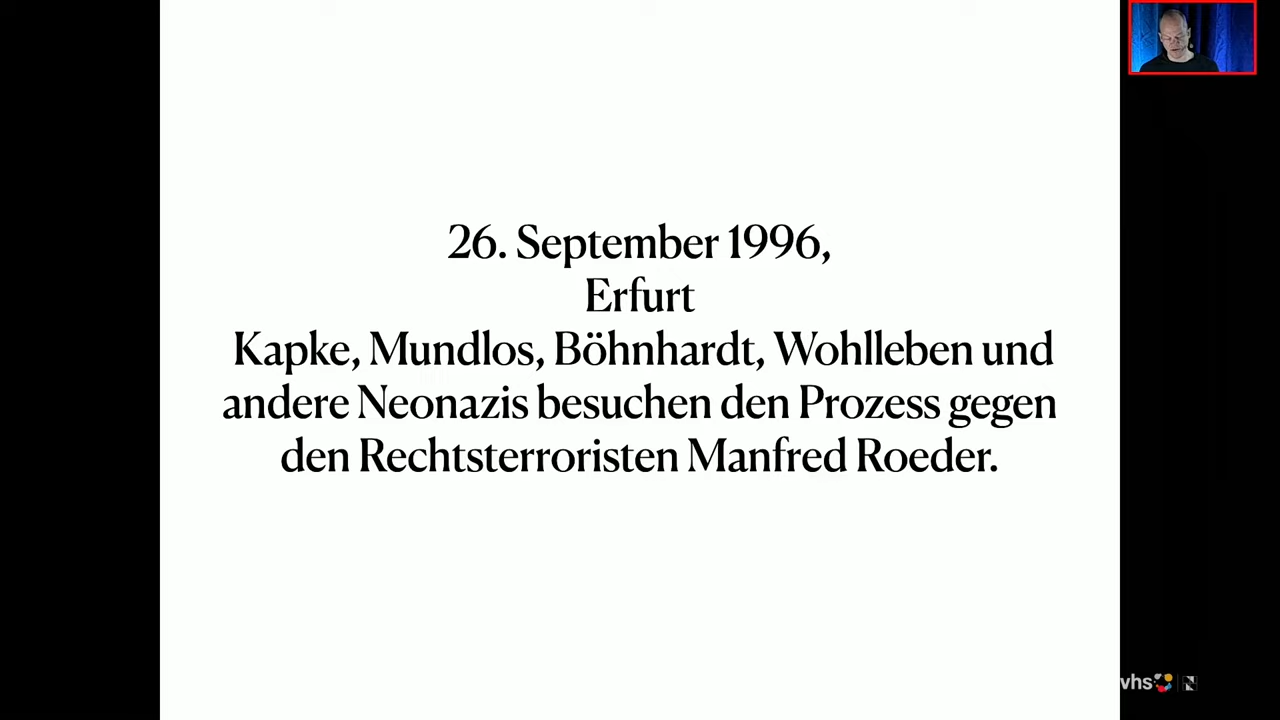 26. September 1996,
Erfurt
Kapke, Mundlos, Böhnhardt, Wohlleben und
andere Neonazis besuchen den Prozess gegen
den Rechtsterroristen Manfred Roeder.
vhs